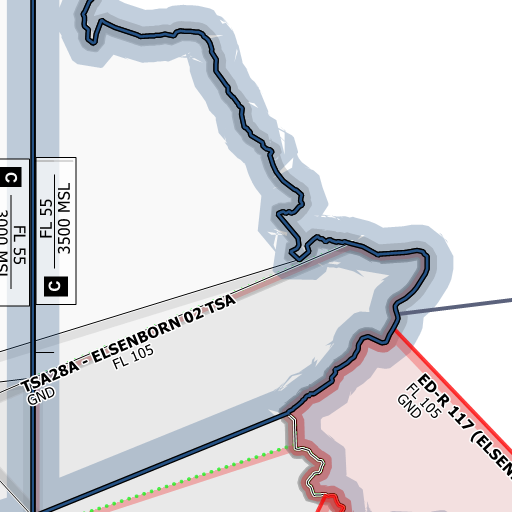 C
FL 55
3000 MSL
FL 55
3500 MSL
C
TSA28A - ELSENBORN 02 TSA
FL 105
GND
ED-R 117 (ELSEN
FL 105
GND